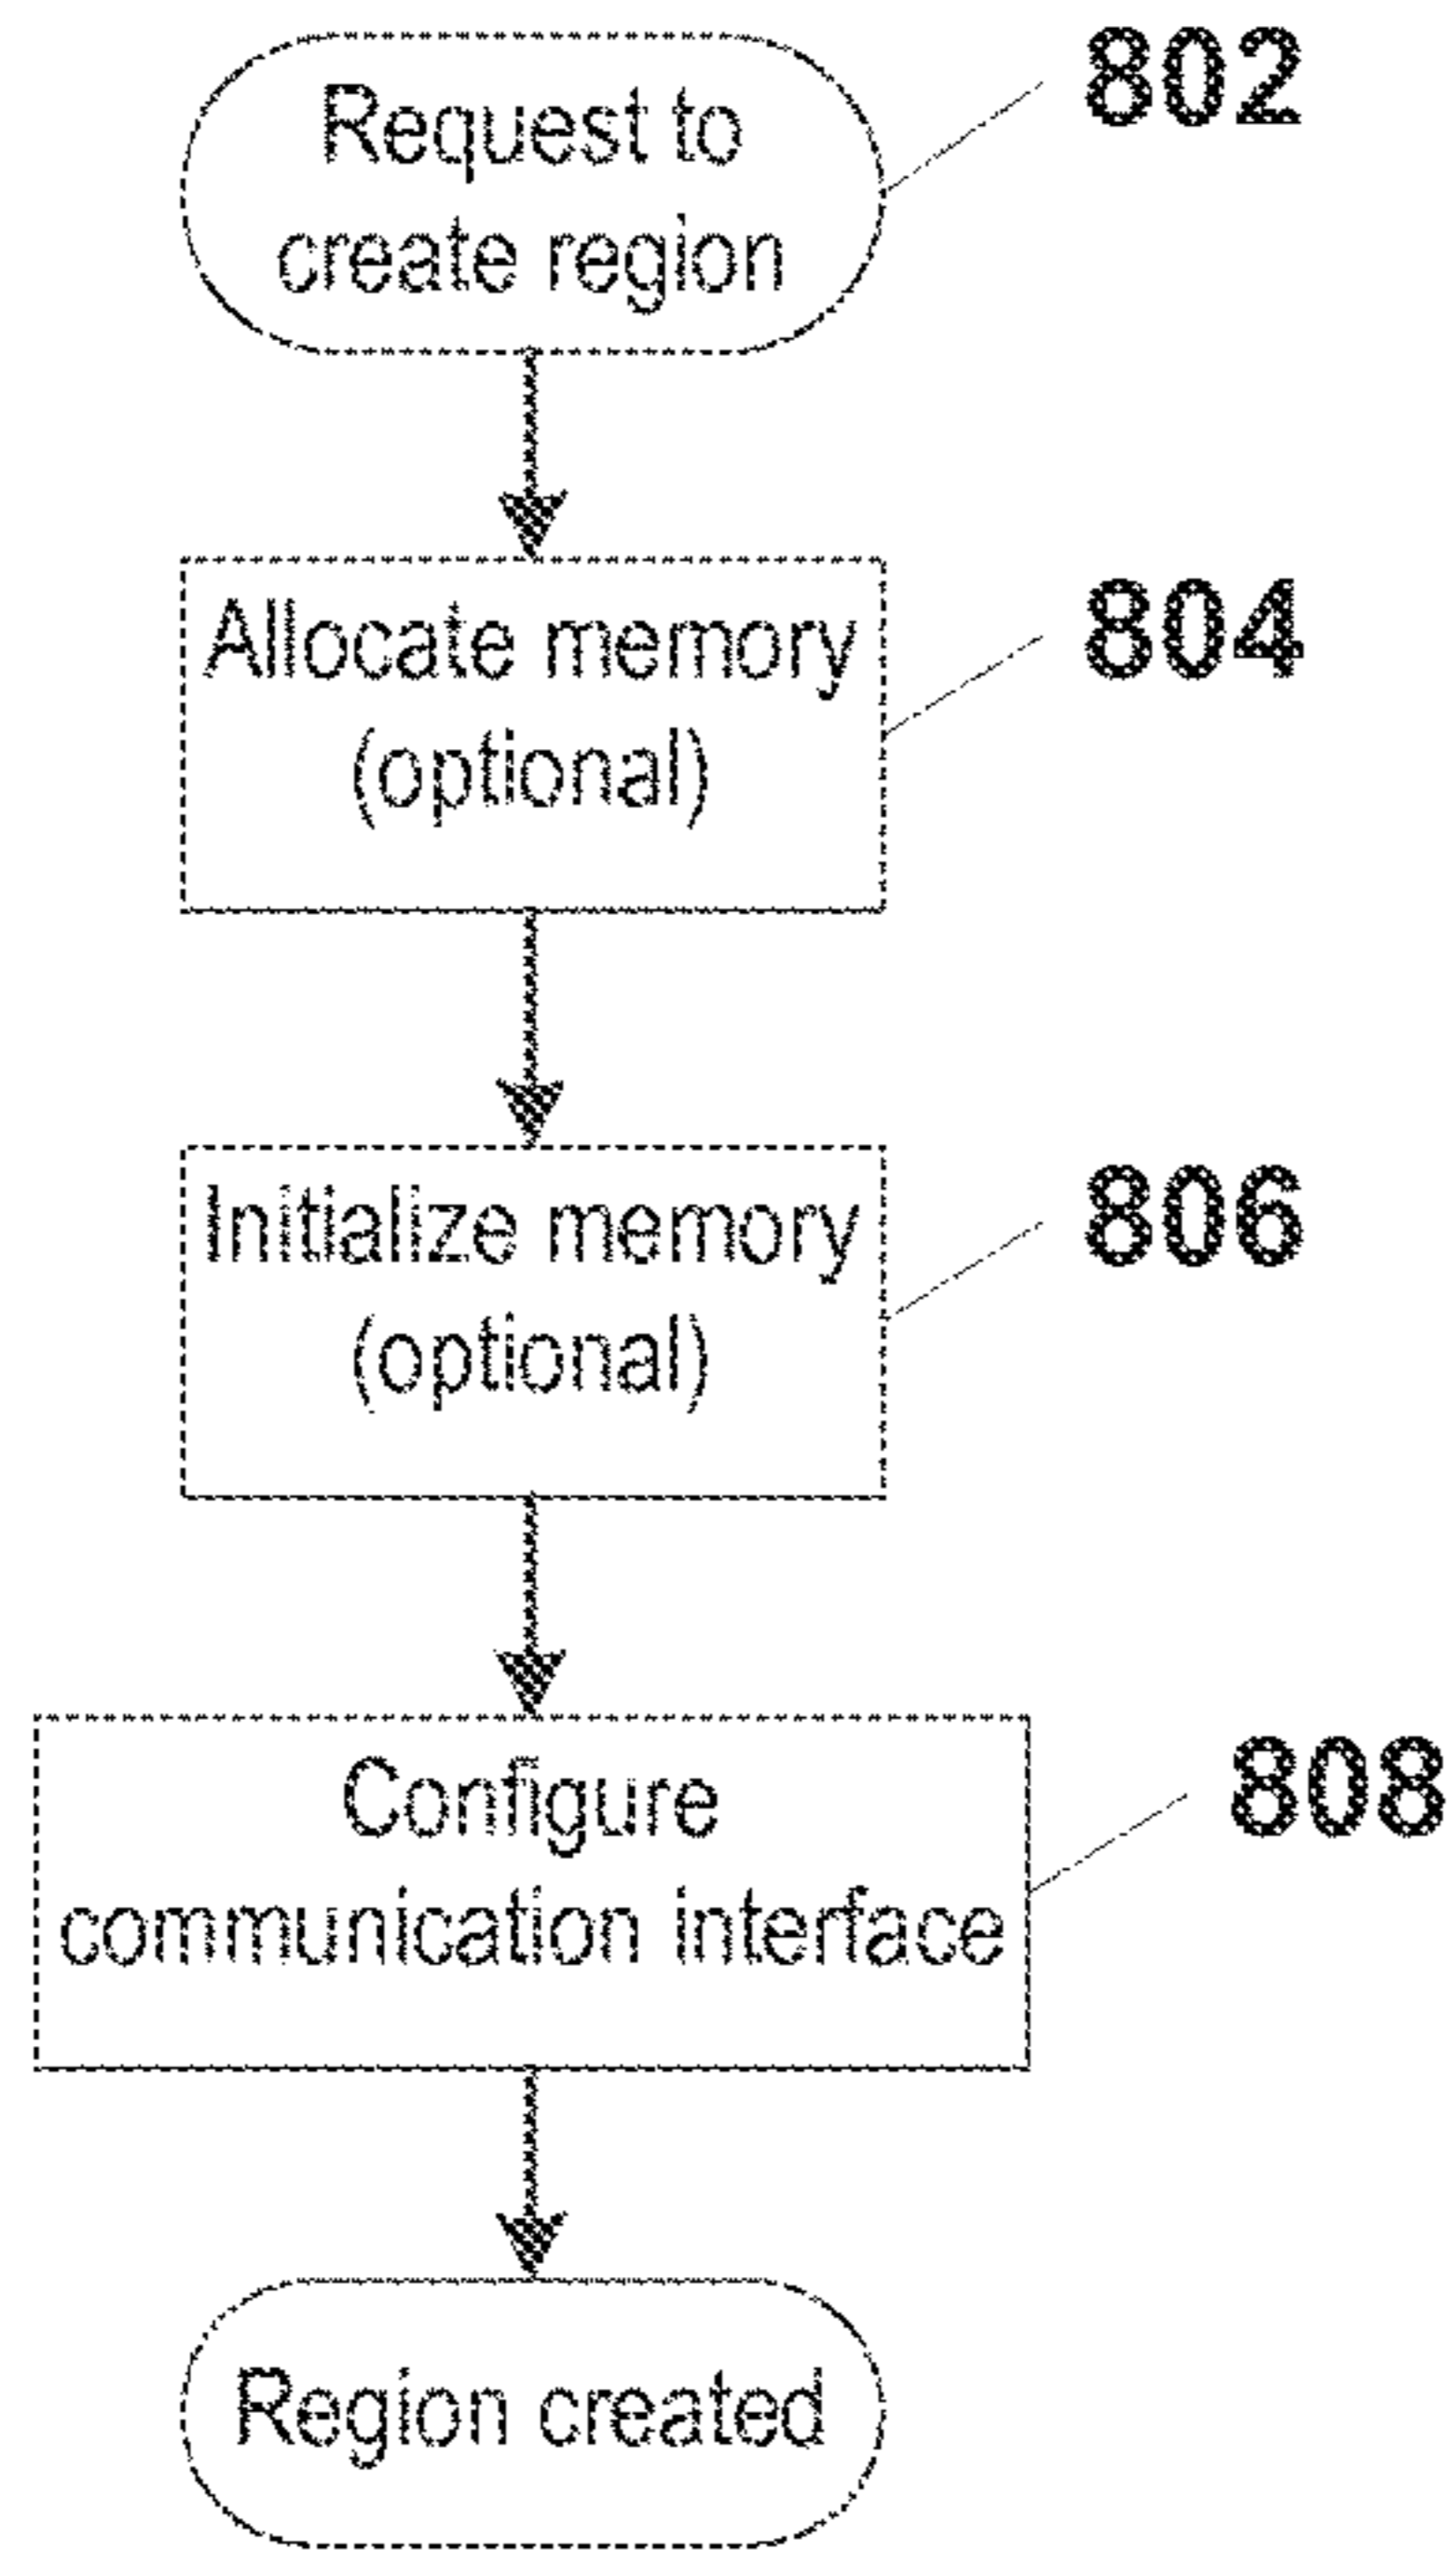 Request to
create region
802
Allocate memory
(optional)
804
Initialize memory
(optional)
806
Configure
communication interface
808
Region created